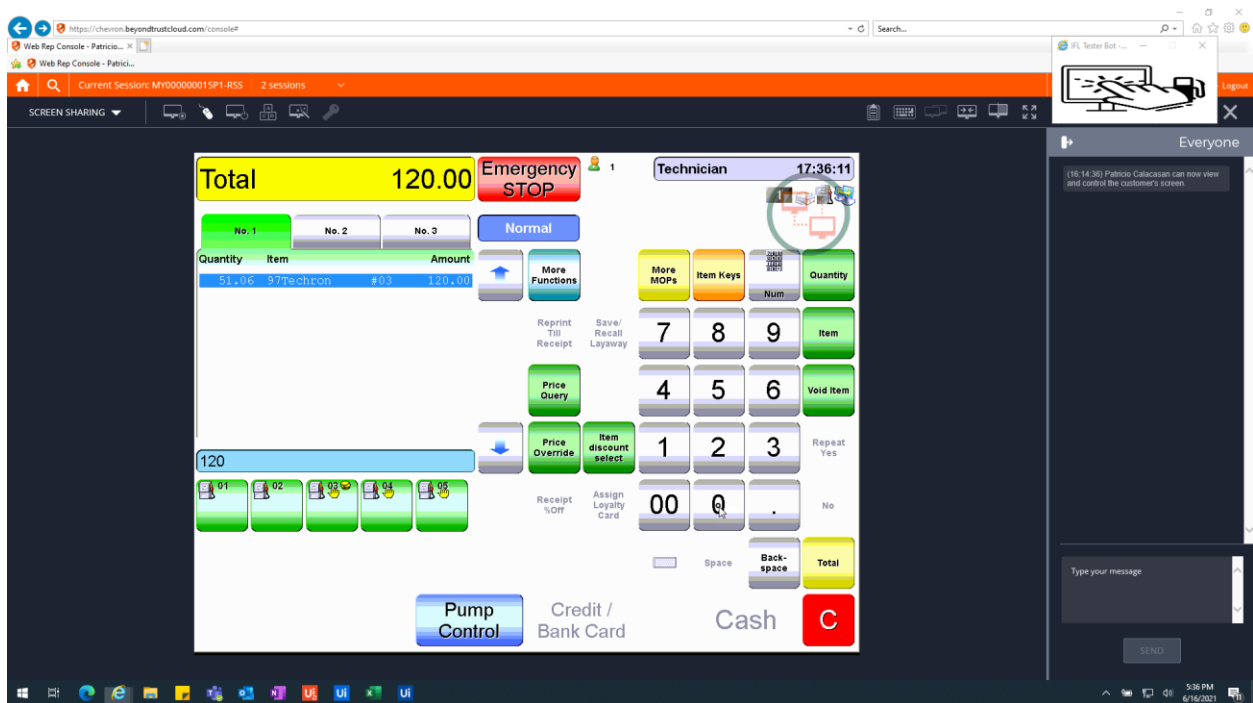 https://chevron.beyondtrustcloud.com/console#
Search...
Web Rep Console - Patricio...
IFL Tester Bot -...
Web Rep Console - Patrici...
Current Session: MY000000015P1-RSS
2 sessions
Logout
SCREEN SHARING
Everyone
(16:14:36) Patricio Calacasan can now view
and control the customer's screen.
Total 120.00
Emergency
STOP
1
Technician 17:36:11
1
No. 1
No. 2
No. 3
Normal
Quantity Item Amount
51.06 97Techron #03 120.00
More
Functions
More
MOPs
Item Keys
Num
Quantity
Reprint
Till
Receipt
Save/
Recall
Layaway
7
8
9
Item
Price
Query
4
5
6
Void Item
Price
Override
Item
discount
select
1
2
3
Repeat
Yes
120
01
02
03
04
05
Receipt
%Off
Assign
Loyalty
Card
00
0
.
No
Space
Back-
space
Total
Pump
Control
Credit /
Bank Card
Cash
C
Type your message
SEND
5:36 PM
6/16/2021